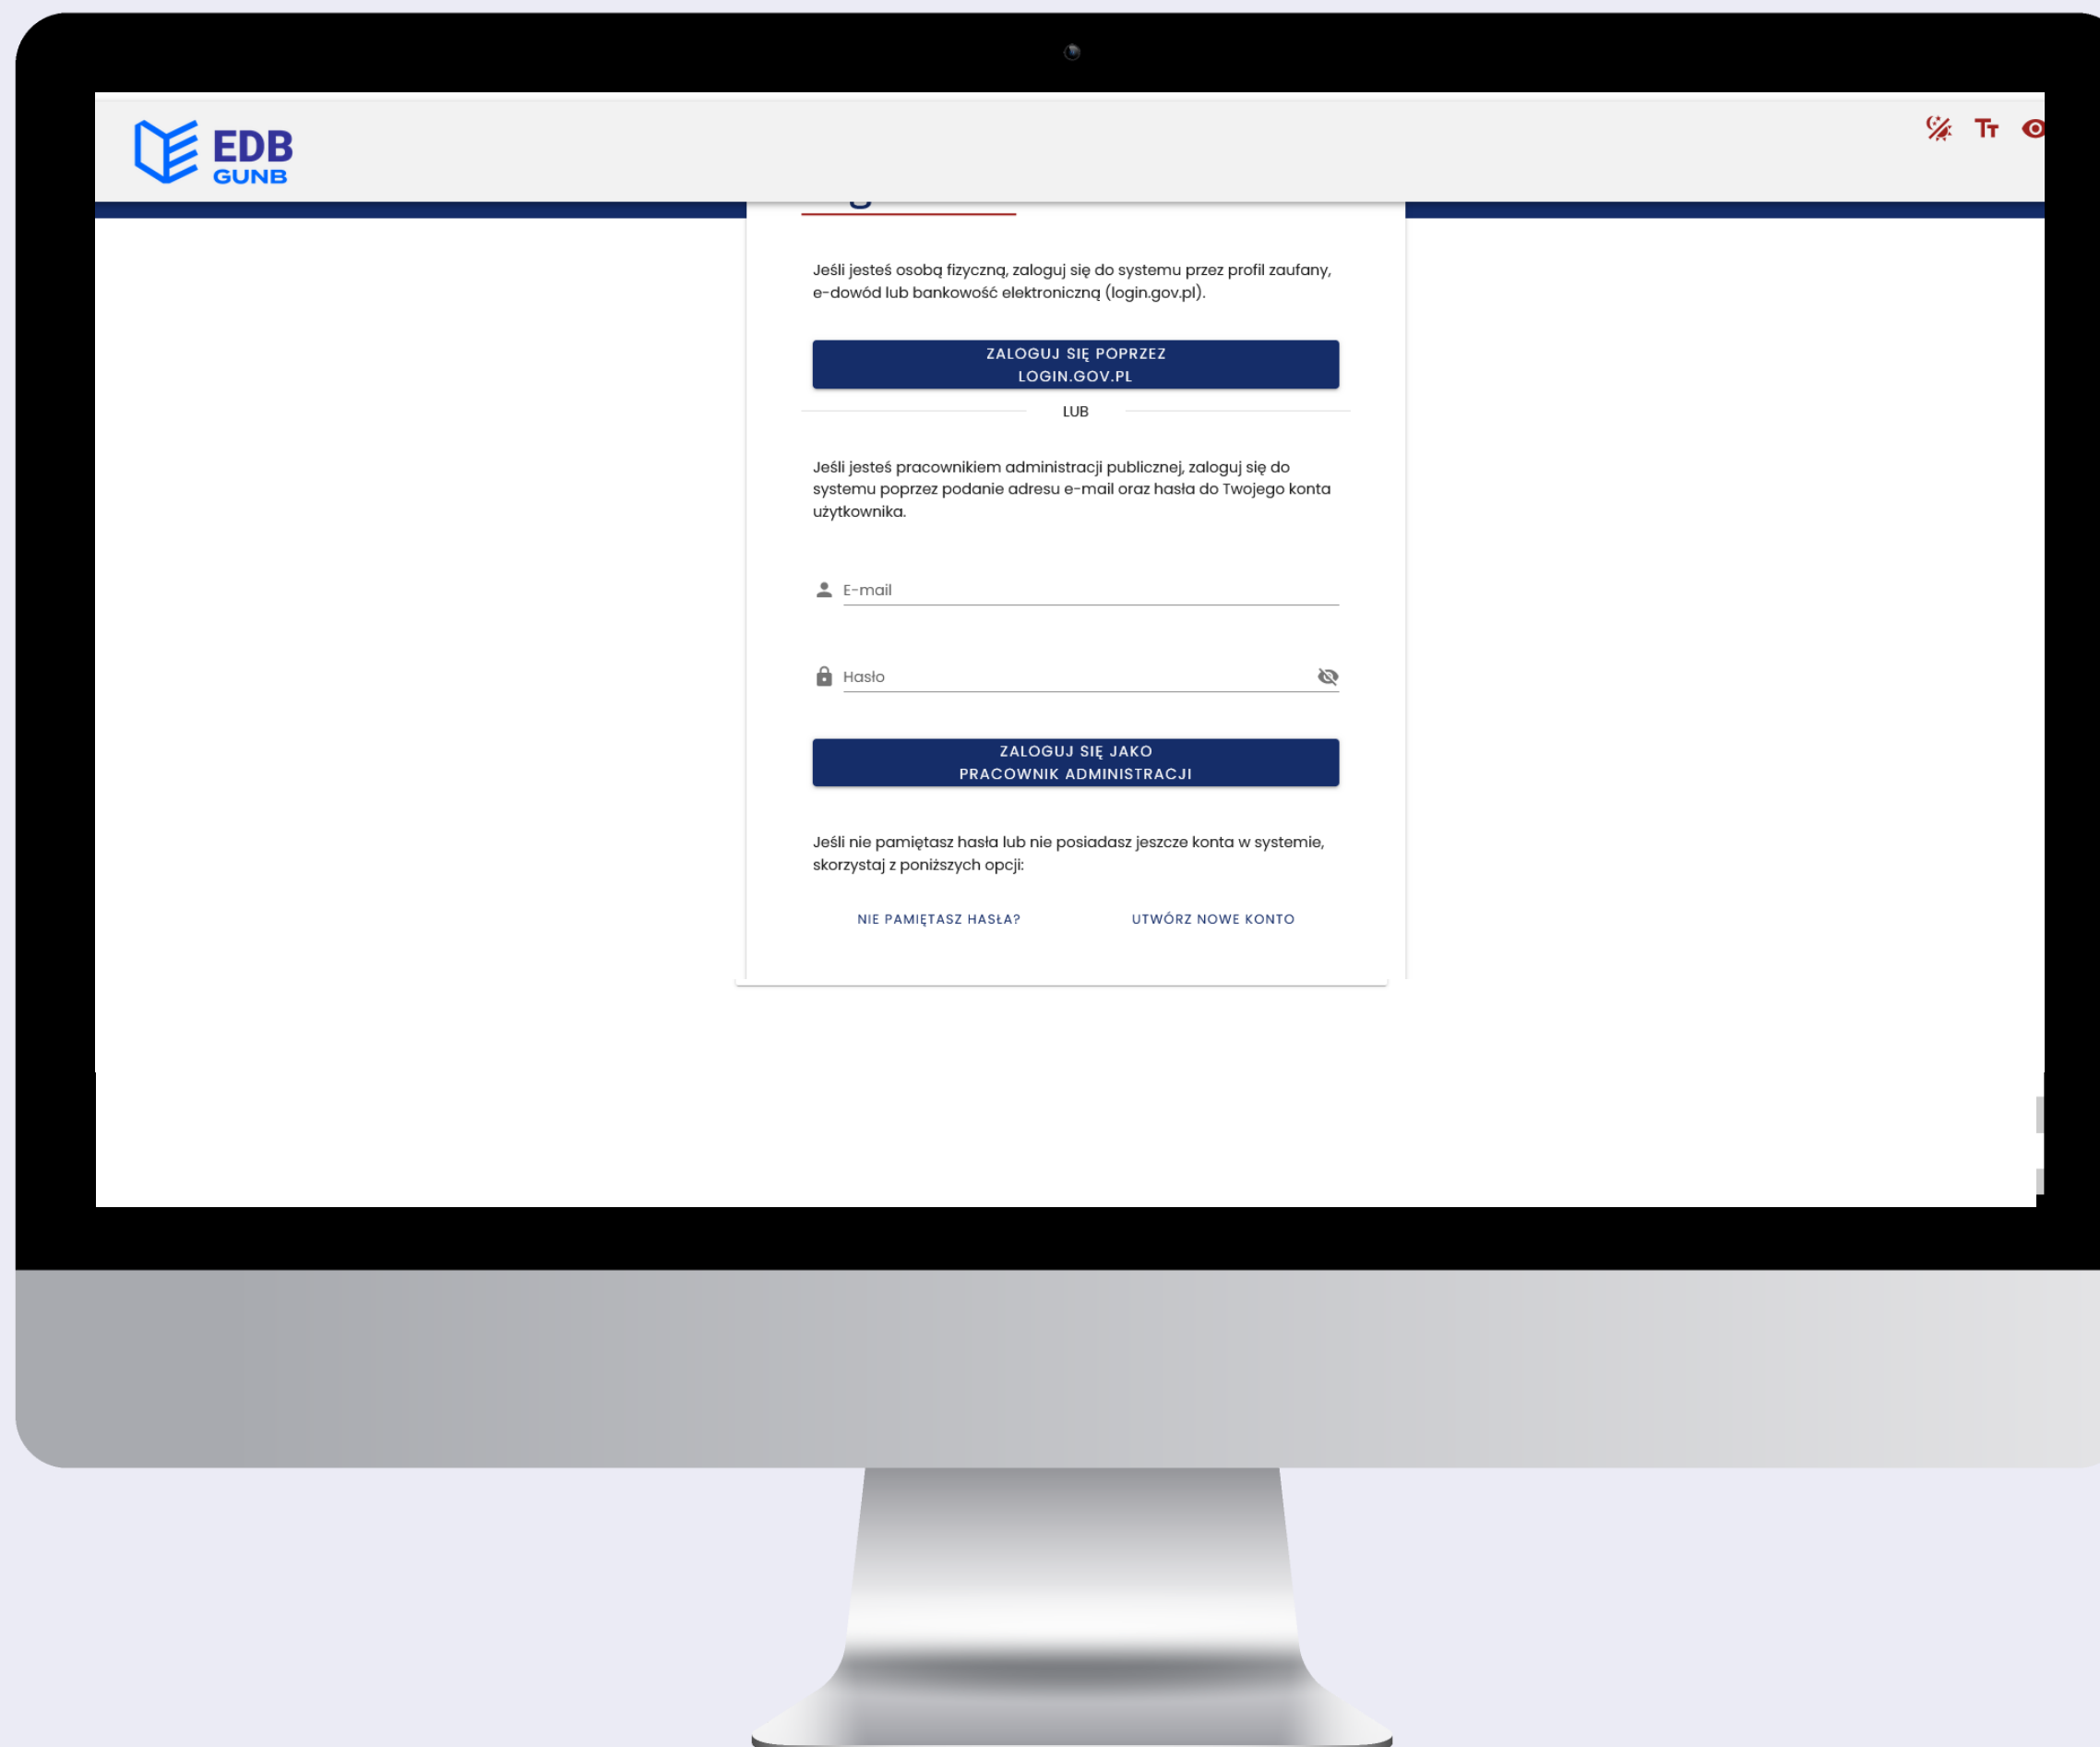 EDB
GUNB
Jeśli jesteś osobą fizyczną, zaloguj się do systemu przez profil zaufany,
e-dowód lub bankowość elektroniczną (login.gov.pl).
ZALOGUJ SIĘ POPRZEZ
LOGIN.GOV.PL
LUB
Jeśli jesteś pracownikiem administracji publicznej, zaloguj się do
systemu poprzez podanie adresu e-mail oraz hasła do Twojego konta
użytkownika.
E-mail
Hasło
ZALOGUJ SIĘ JAKO
PRACOWNIK ADMINISTRACJI
Jeśli nie pamiętasz hasła lub nie posiadasz jeszcze konta w systemie,
skorzystaj z poniższych opcji:
NIE PAMIĘTASZ HASŁA? UTWÓRZ NOWE KONTO